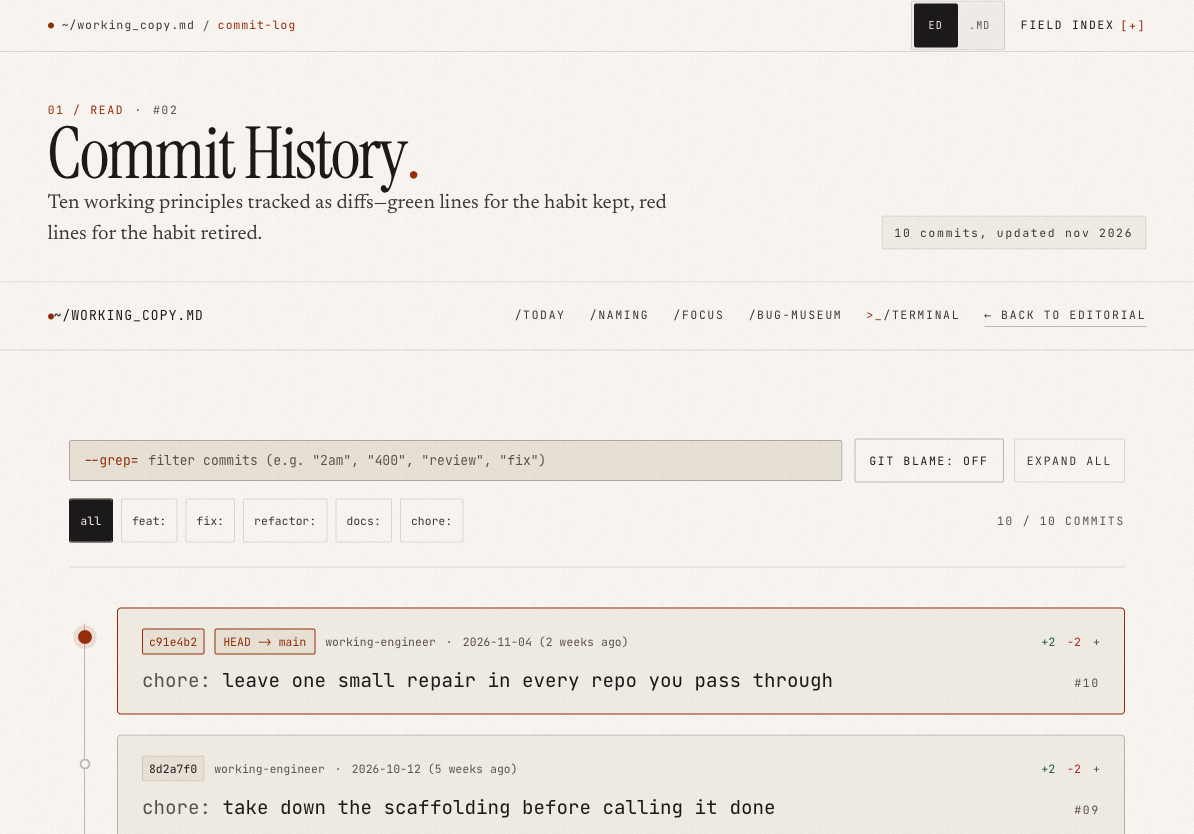 ● ~/working_copy.md / commit-log
ED .MD FIELD INDEX [+]
01 / READ · #02
Commit History.
Ten working principles tracked as diffs—green lines for the habit kept, red
lines for the habit retired.
10 commits, updated nov 2026
●~/WORKING_COPY.MD
/TODAY /NAMING /FOCUS /BUG-MUSEUM >_/TERMINAL ← BACK TO EDITORIAL
--grep= filter commits (e.g. "2am", "400", "review", "fix")
GIT BLAME: OFF EXPAND ALL
all feat: fix: refactor: docs: chore:
10 / 10 COMMITS
c91e4b2 HEAD → main working-engineer · 2026-11-04 (2 weeks ago)
+2 -2 +
chore: leave one small repair in every repo you pass through
#10
8d2a7f0 working-engineer · 2026-10-12 (5 weeks ago)
+2 -2 +
chore: take down the scaffolding before calling it done
#09